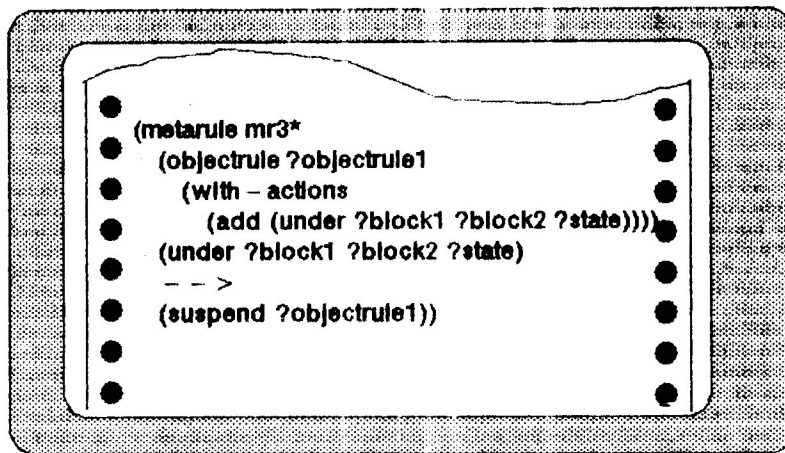 (metarule mr3*
(objectrule ?objectrule1
(with – actions
(add (under ?block1 ?block2 ?state))))
(under ?block1 ?block2 ?state)
– – >
(suspend ?objectrule1))